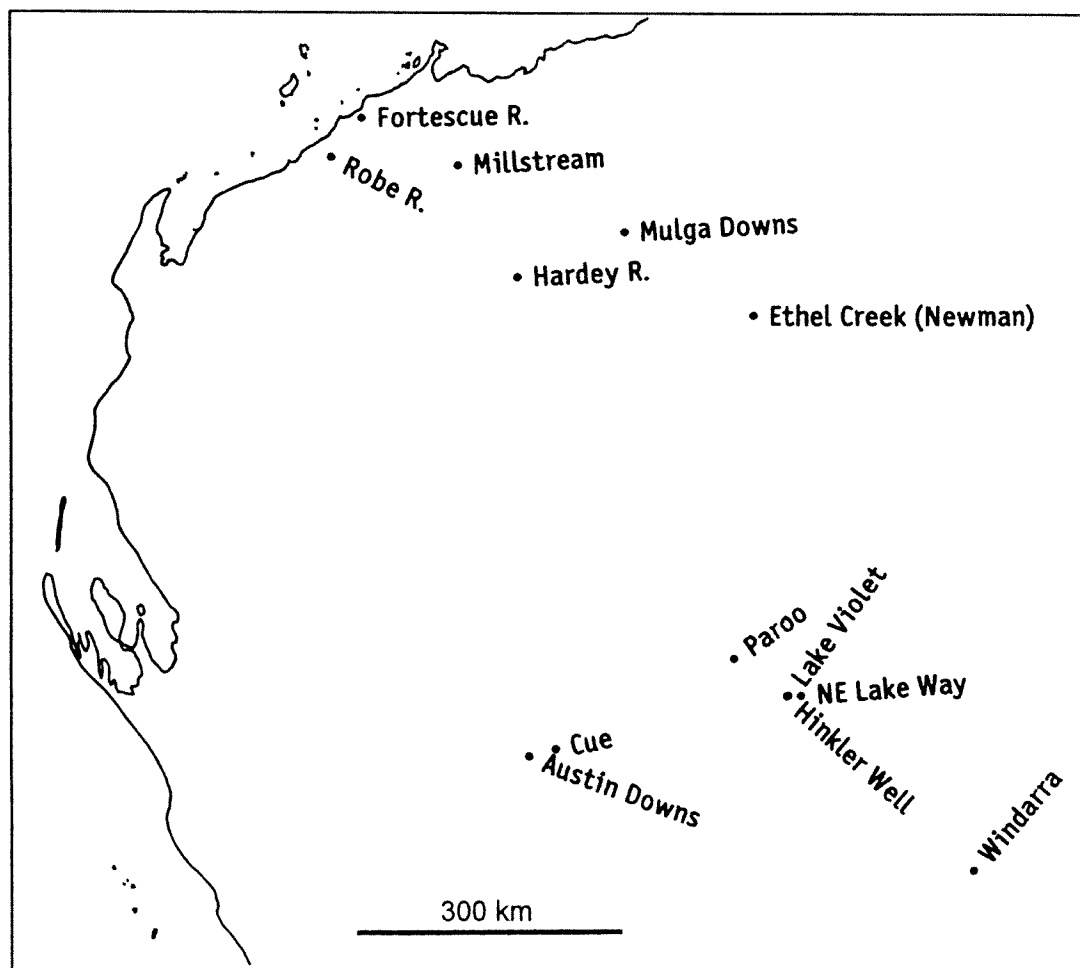 Fortescue R.
Millstream
Robe R.
Mulga Downs
Hardey R.
Ethel Creek (Newman)
Paroo
Lake Violet
NE Lake Way
Hinkler Well
Cue
Austin Downs
Windarra
300 km